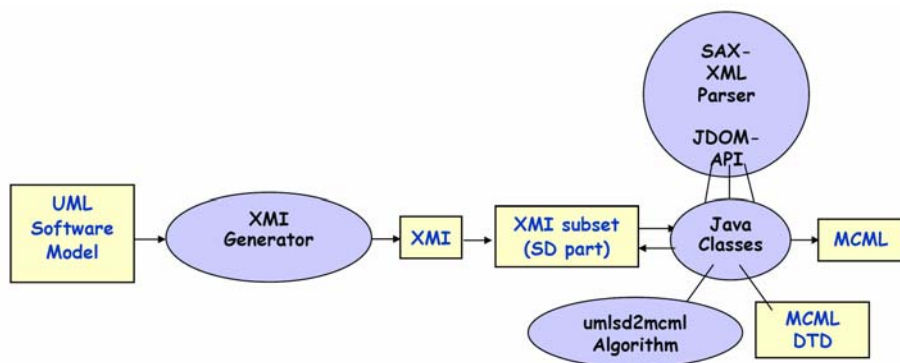 SAX-
XML
Parser
JDOM-
API
UML
Software
Model
XMI
Generator
XMI
XMI subset
(SD part)
Java
Classes
MCML
umlsd2mcml
Algorithm
MCML
DTD